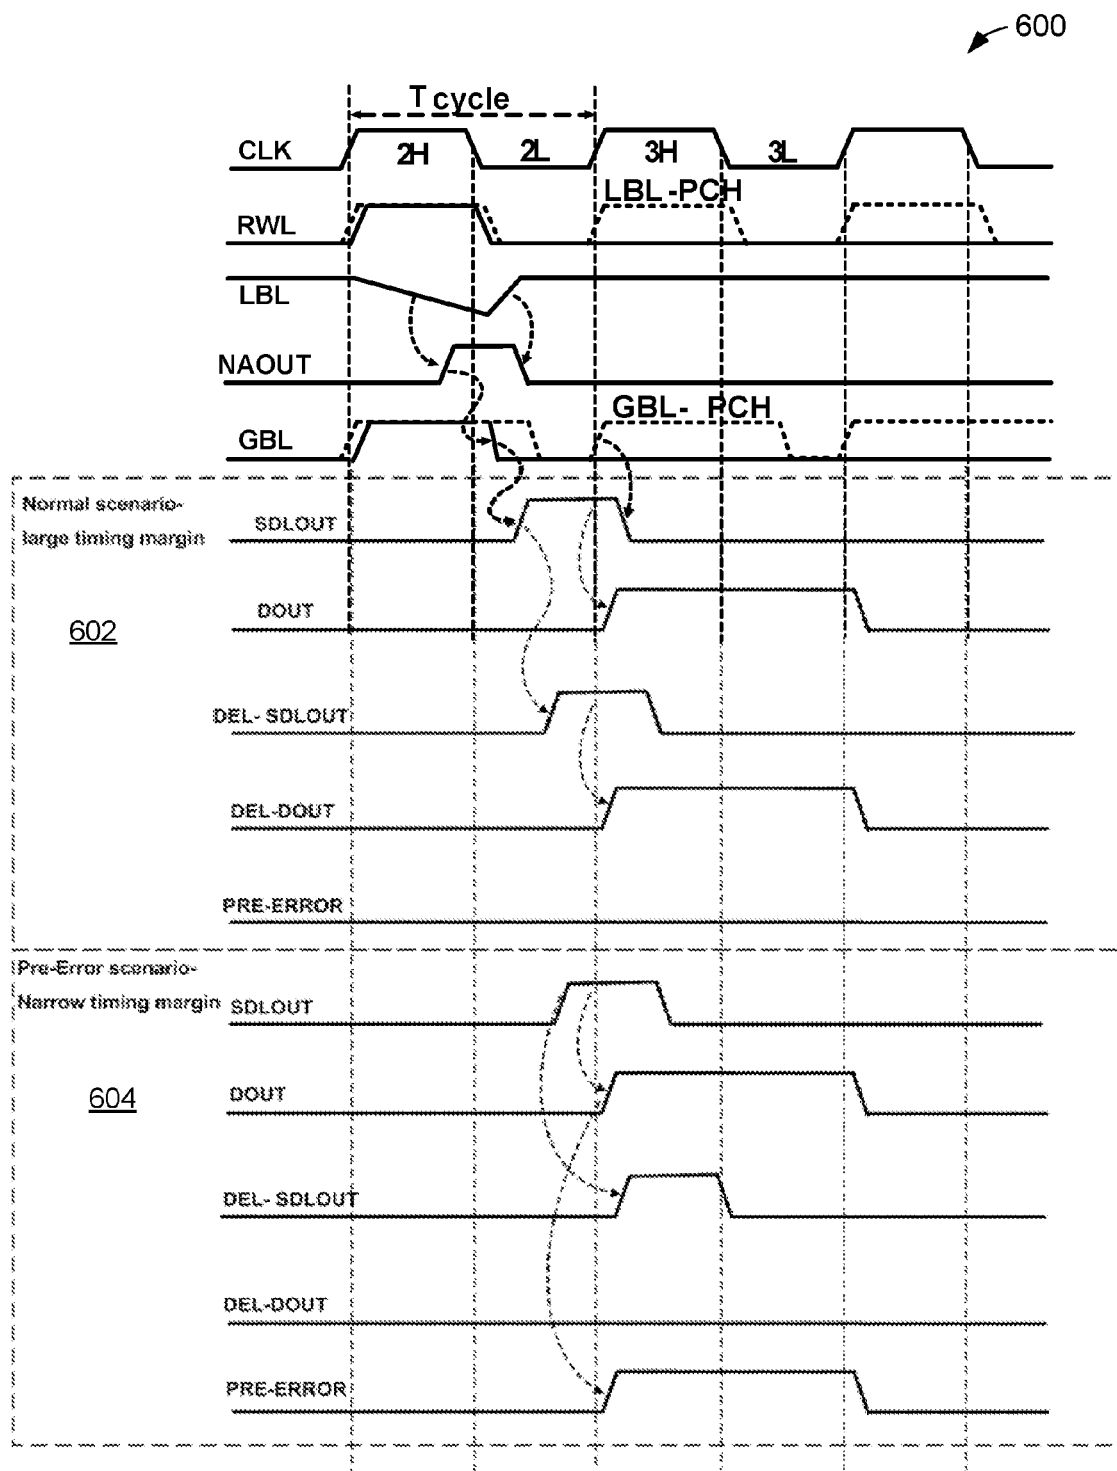 600
T cycle
CLK
2H
2L
3H
3L
LBL-PCH
RWL
LBL
NAOUT
GBL- PCH
GBL
Normal scenario-
large timing margin
SDLOUT
DOUT
602
DEL- SDLOUT
DEL-DOUT
PRE-ERROR
Pre-Error scenario-
Narrow timing margin
SDLOUT
DOUT
604
DEL- SDLOUT
DEL-DOUT
PRE-ERROR